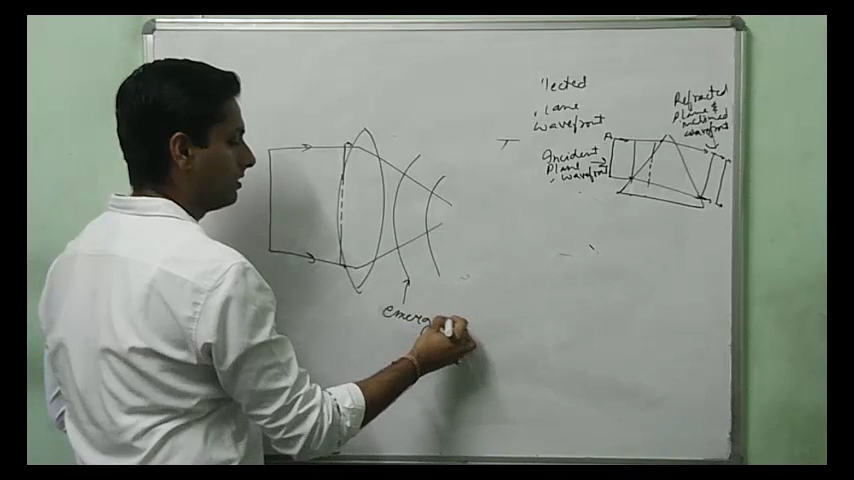 lected
lane
wavefront
Incident
Plane
wavefront
A
Refracted
Plane &
inclined
wavefront
emerg